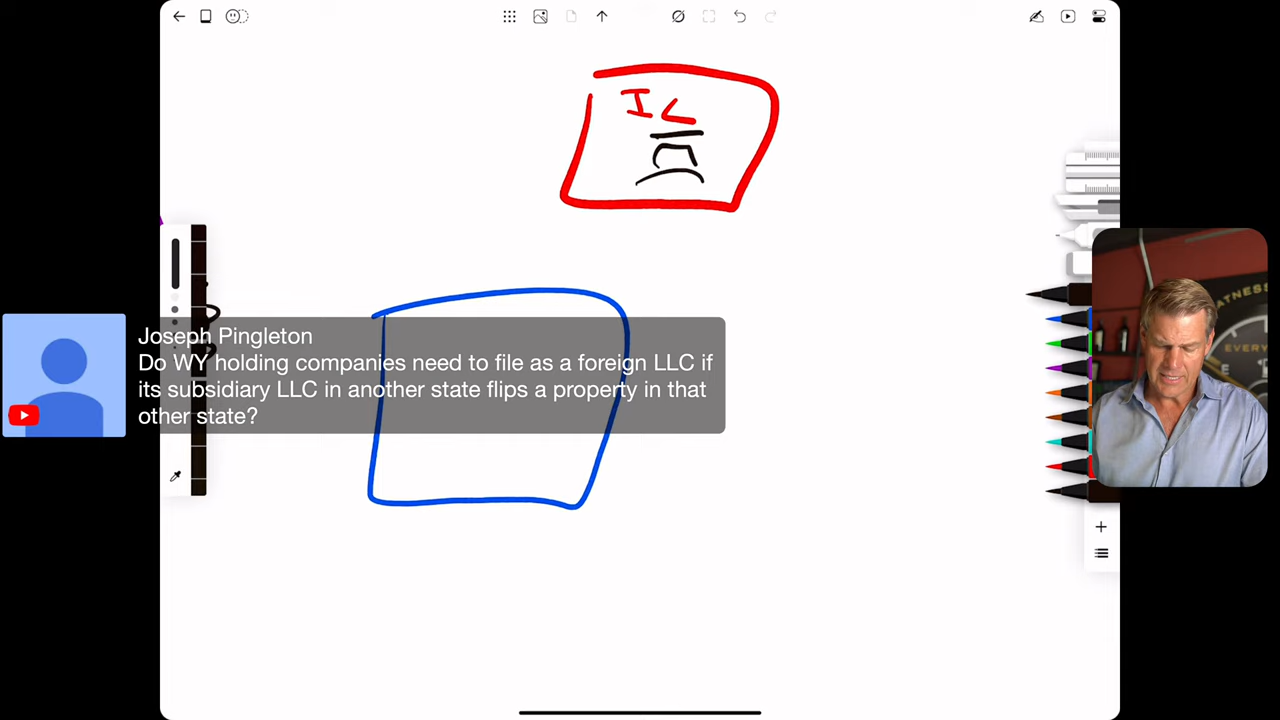 IL
Joseph Pingleton
Do WY holding companies need to file as a foreign LLC if
its subsidiary LLC in another state flips a property in that
other state?